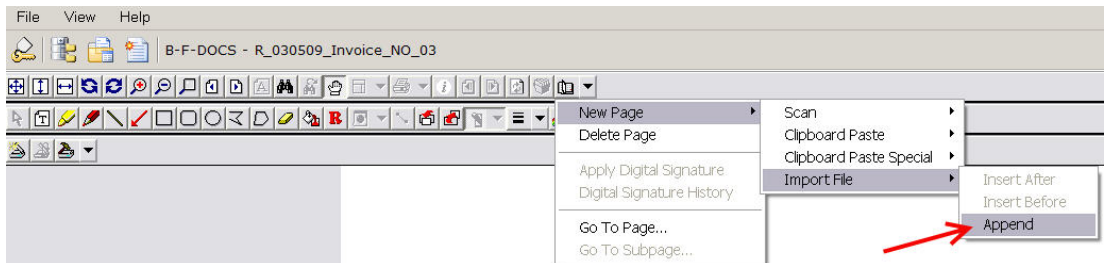 File View Help
B-F-DOCS - R_030509_Invoice_NO_03
New Page
Delete Page
Apply Digital Signature
Digital Signature History
Go To Page...
Go To Subpage...
Scan
Clipboard Paste
Clipboard Paste Special
Import File
Insert After
Insert Before
Append